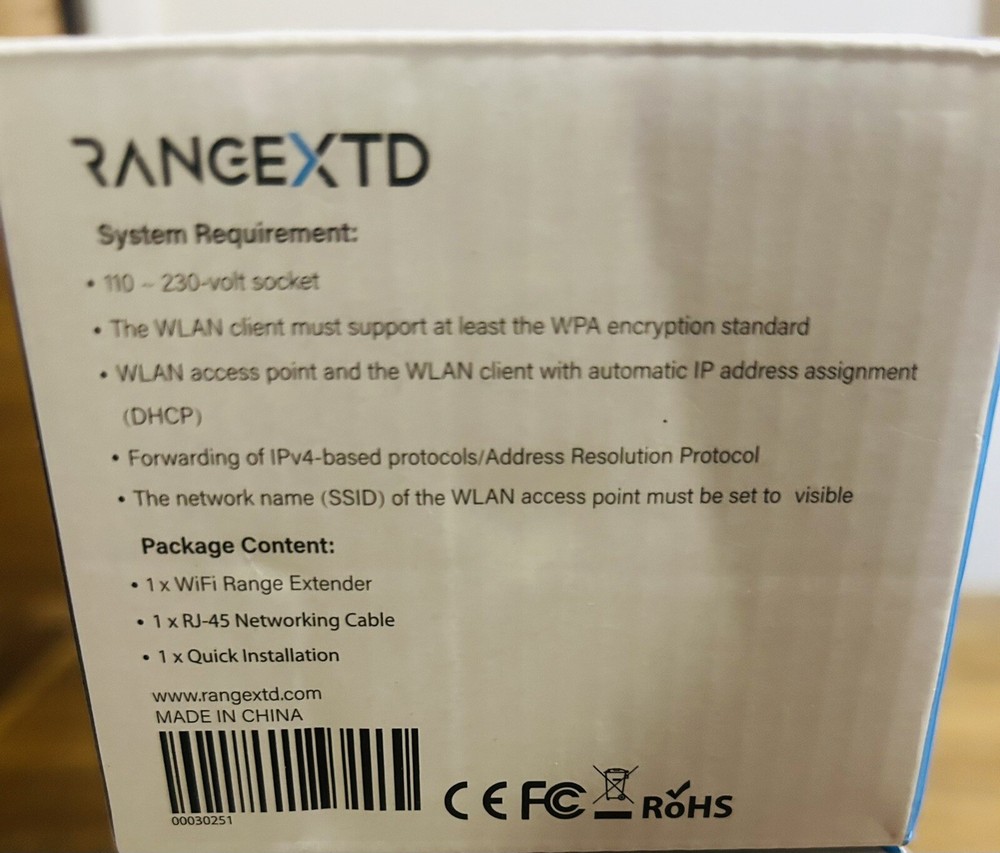 RANGEXTD
System Requirement:
• 110 ~ 230-volt socket
• The WLAN client must support at least the WPA encryption standard
• WLAN access point and the WLAN client with automatic IP address assignment
(DHCP)
• Forwarding of IPv4-based protocols/Address Resolution Protocol
• The network name (SSID) of the WLAN access point must be set to visible
Package Content:
• 1 x WiFi Range Extender
• 1 x RJ-45 Networking Cable
• 1 x Quick Installation
www.rangextd.com
MADE IN CHINA
00030251
CE FC RoHS